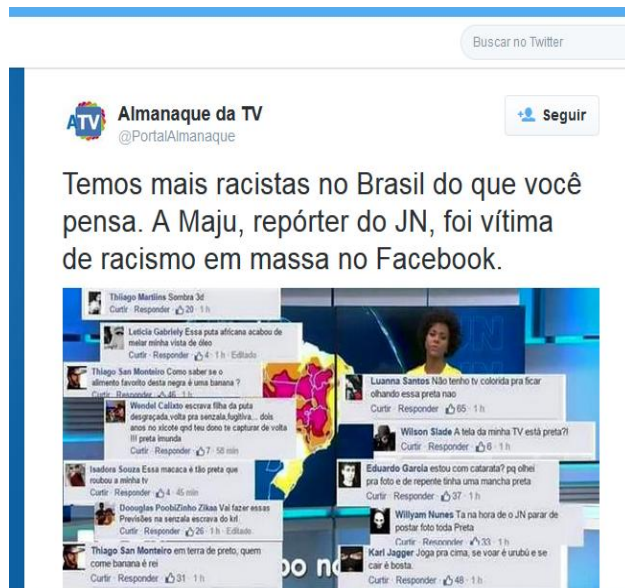 Buscar no Twitter
ATV
Almanaque da TV
@PortalAlmanaque
Seguir
Temos mais racistas no Brasil do que você
pensa. A Maju, repórter do JN, foi vítima
de racismo em massa no Facebook.
Thiiago Martiins Sombra 3d
Curtir · Responder · 20 · 1 h
Leticia Gabriely Essa puta africana acabou de
melar minha vista de óleo
Curtir · Responder · 4 · 1 h · Editado
Thiago San Monteiro Como saber se o
alimento favoito desta negra é uma banana ?
Curtir · Responder · 46 · 1 h
Wendel Calixto escrava filha da puta
desgraçada,volta pra senzala,fugitiva... dois
anos no xicote qnd teu dono te capturar de volta
!!! preta imunda
Curtir · Responder · 7 · 58 min
Isadora Souza Essa macaca é tão preta que
roubou a minha tv
Curtir · Responder · 4 · 45 min
Doouglas PoobiZinho Zikaa Vai fazer essas
Previsões na senzala escrava do krl
Curtir · Responder · 26 · 1 h · Editado
Thiago San Monteiro em terra de preto, quem
come banana é rei
Curtir · Responder · 31 · 1 h
JN
Luanna Santos Não tenho tv colorida pra ficar
olhando essa preta nao
Curtir · Responder · 65 · 1 h
Wilson Slade A tela da minha TV está preta?!
Curtir · Responder · 6 · 1 h
Eduardo Garcia estou com catarata? pq olhei
pra foto e de repente tinha uma mancha preta
Curtir · Responder · 37 · 1 h
Willyam Nunes Ta na hora de o JN parar de
postar foto toda Preta
Curtir · Responder · 33 · 1 h
Karl Jagger Joga pra cima, se voar é urubú e se
cair é bosta.
Curtir · Responder · 48 · 1 h